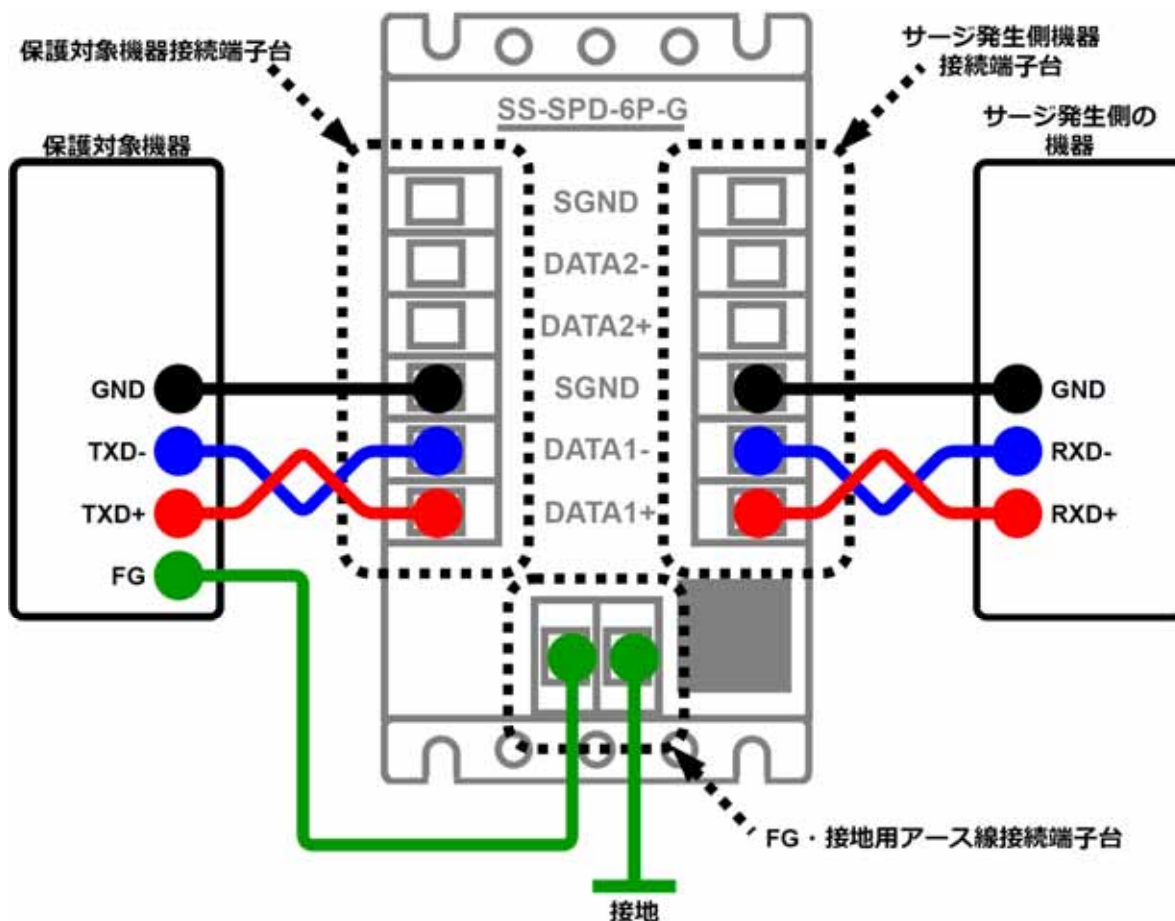 保護対象機器接続端子台
サージ発生側機器
接続端子台
SS-SPD-6P-G
保護対象機器
サージ発生側の
機器
SGND
DATA2-
DATA2+
SGND
DATA1-
DATA1+
GND
TXD-
TXD+
FG
GND
RXD-
RXD+
FG・接地用アース線接続端子台
接地